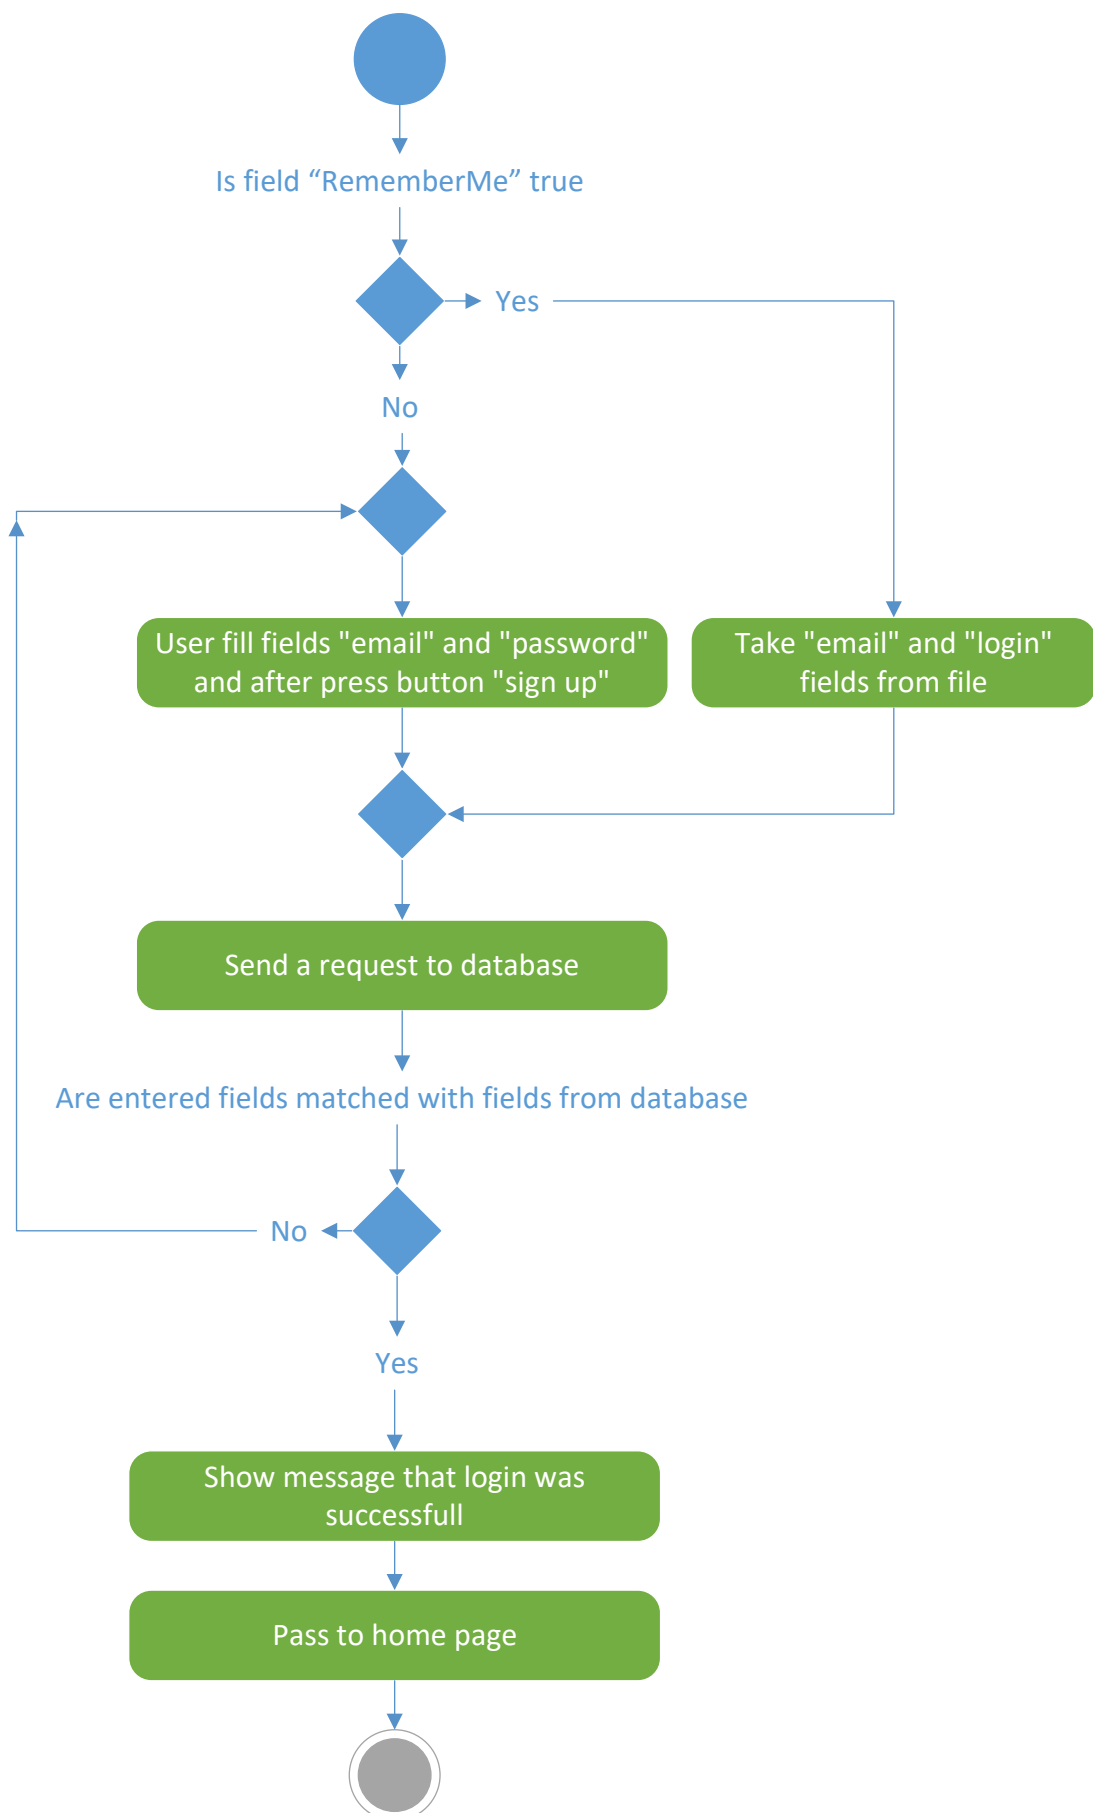 Is field “RememberMe” true
Yes
No
User fill fields "email" and "password"
and after press button "sign up"
Take "email" and "login"
fields from file
Send a request to database
Are entered fields matched with fields from database
No
Yes
Show message that login was
successfull
Pass to home page